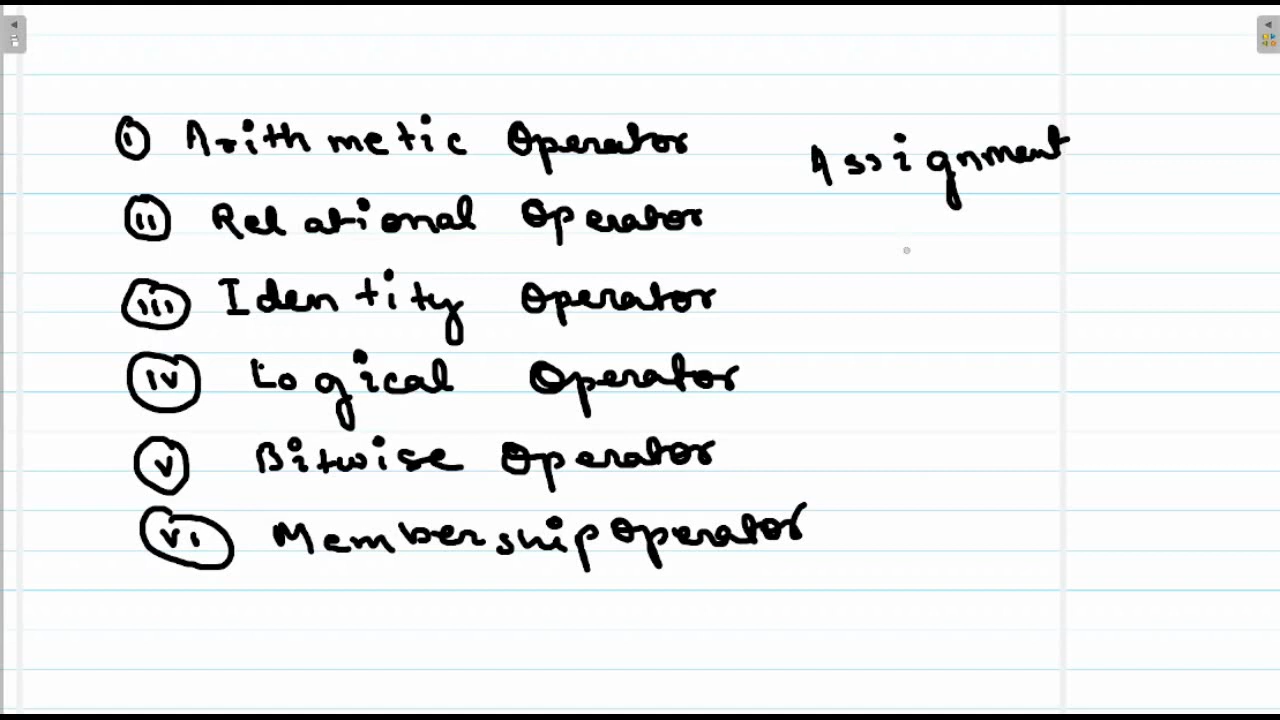 i) Arithmetic Operator
Assignment
ii) Relational Operator
iii) Identity Operator
iv) Logical Operator
v) Bitwise Operator
vi) Membership Operator